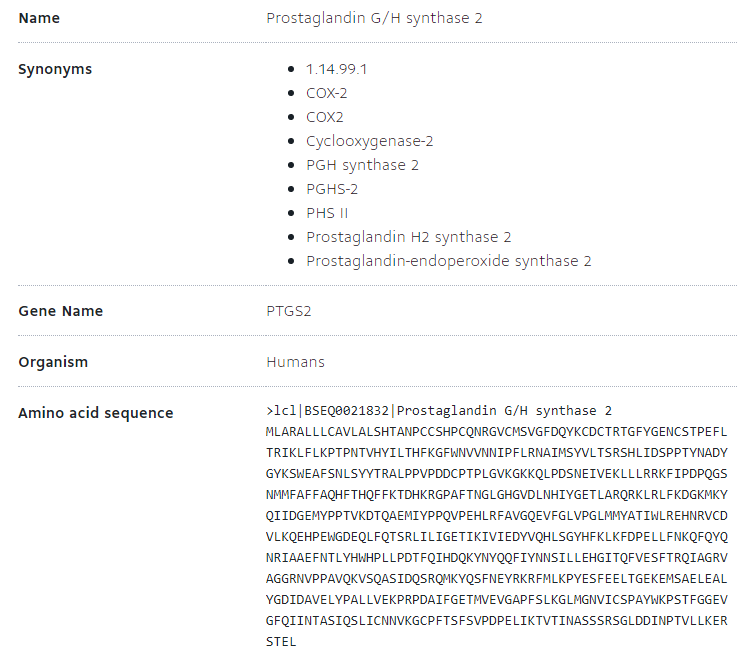 Name Prostaglandin G/H synthase 2
Synonyms
1.14.99.1
COX-2
COX2
Cyclooxygenase-2
PGH synthase 2
PGHS-2
PHS II
Prostaglandin H2 synthase 2
Prostaglandin-endoperoxide synthase 2
Gene Name PTGS2
Organism Humans
Amino acid sequence >lcl|BSEQ0021832|Prostaglandin G/H synthase 2
MLARALLLCAVLALSHTANPCCSHPCQNRGVCMSVGFDQYKCDCTRTGFYGENCSTPEFL
TRIKLFLKPTPNTVHYILTHFKGFWNVVNNIPFLRNAIMSYVLTSRSHLIDSPPTYNADY
GYKSWEAFSNLSYYTRALPPVPDDCPTPLGVKGKKQLPDSNEIVEKLLLRRKFIPDPQGS
NMMFAFFAQHFTHQFFKTDHKRGPAFTNGLGHGVDLNHIYGETLARQRKLRLFKDGKMKY
QIIDGEMYPPTVKDTQAEMIYPPQVPEHLRFAVGQEVFGLVPGLMMYATIWLREHNRVCD
VLKQEHPEWGDEQLFQTSRLILIGETIKIVIEDYVQHLSGYHFKLKFDPELLFNKQFQYQ
NRIAAEFNTLYHWHPLLPDTFQIHDQKYNYQQFIYNNSILLEHGITQFVESFTRQIAGRV
AGGRNVPPAVQKVSQASIDQSRQMKYQSFNEYRKRFMLKPYESFEELTGEKEMSAELEAL
YGDIDAVELYPALLVEKPRPDAIFGETMVEVGAPFSLKGLMGNVICSPAYWKPSTFGGEV
GFQIINTASIQSLICNNVKGCPFTSFSVPDPELIKTVTINASSSRSGLDDINPTVLLKER
STEL